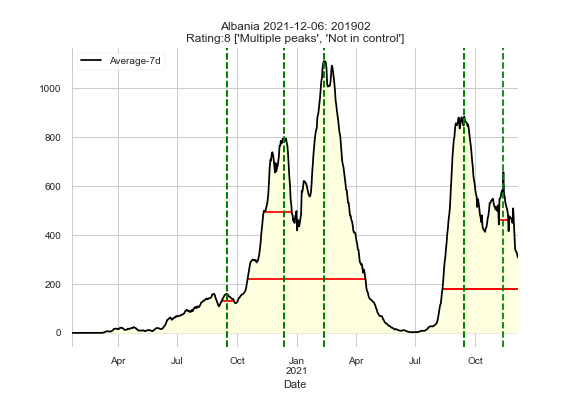 Albania 2021-12-06: 201902
Rating:8 ['Multiple peaks', 'Not in control']
Average-7d
1000
800
600
400
200
0
Apr Jul Oct Jan Apr Jul Oct
2021
Date